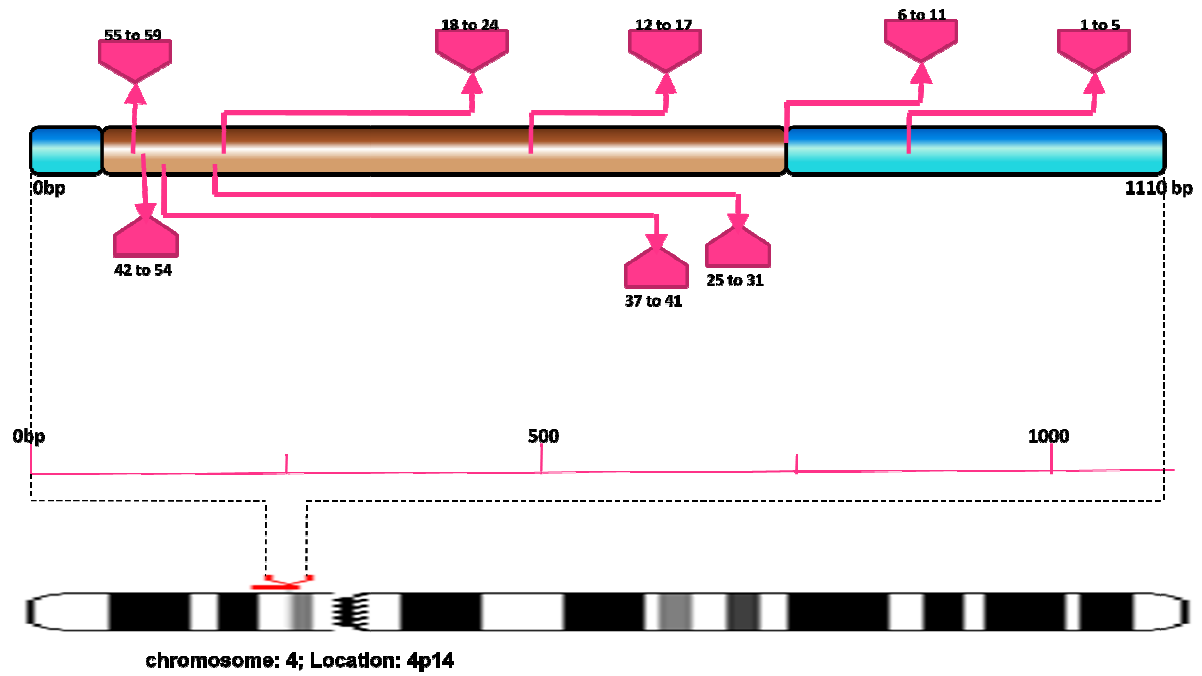 55 to 59
18 to 24
12 to 17
6 to 11
1 to 5
0bp
1110 bp
42 to 54
37 to 41
25 to 31
0bp
500
1000
chromosome: 4; Location: 4p14